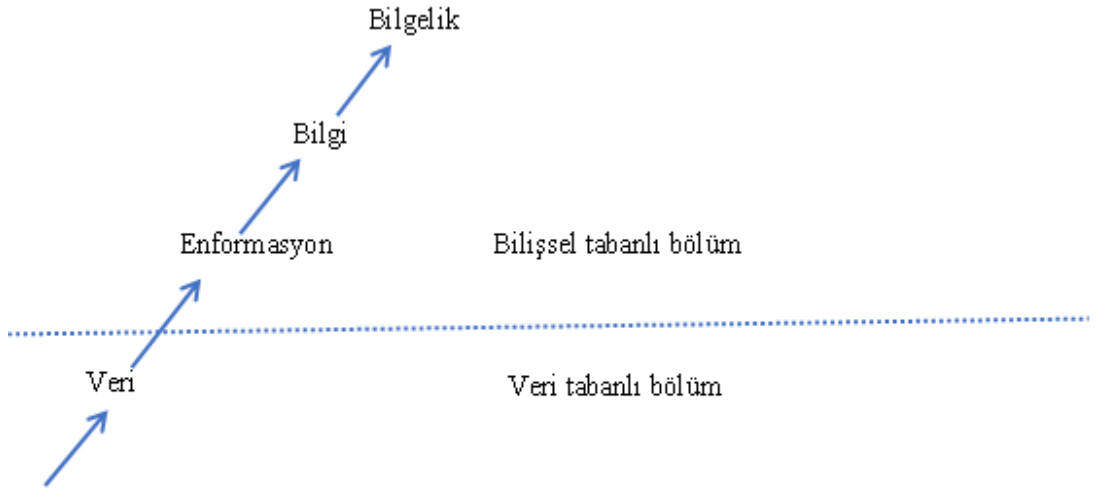 Bilgelik
Bilgi
Enformasyon
Bilişsel tabanlı bölüm
Veri
Veri tabanlı bölüm